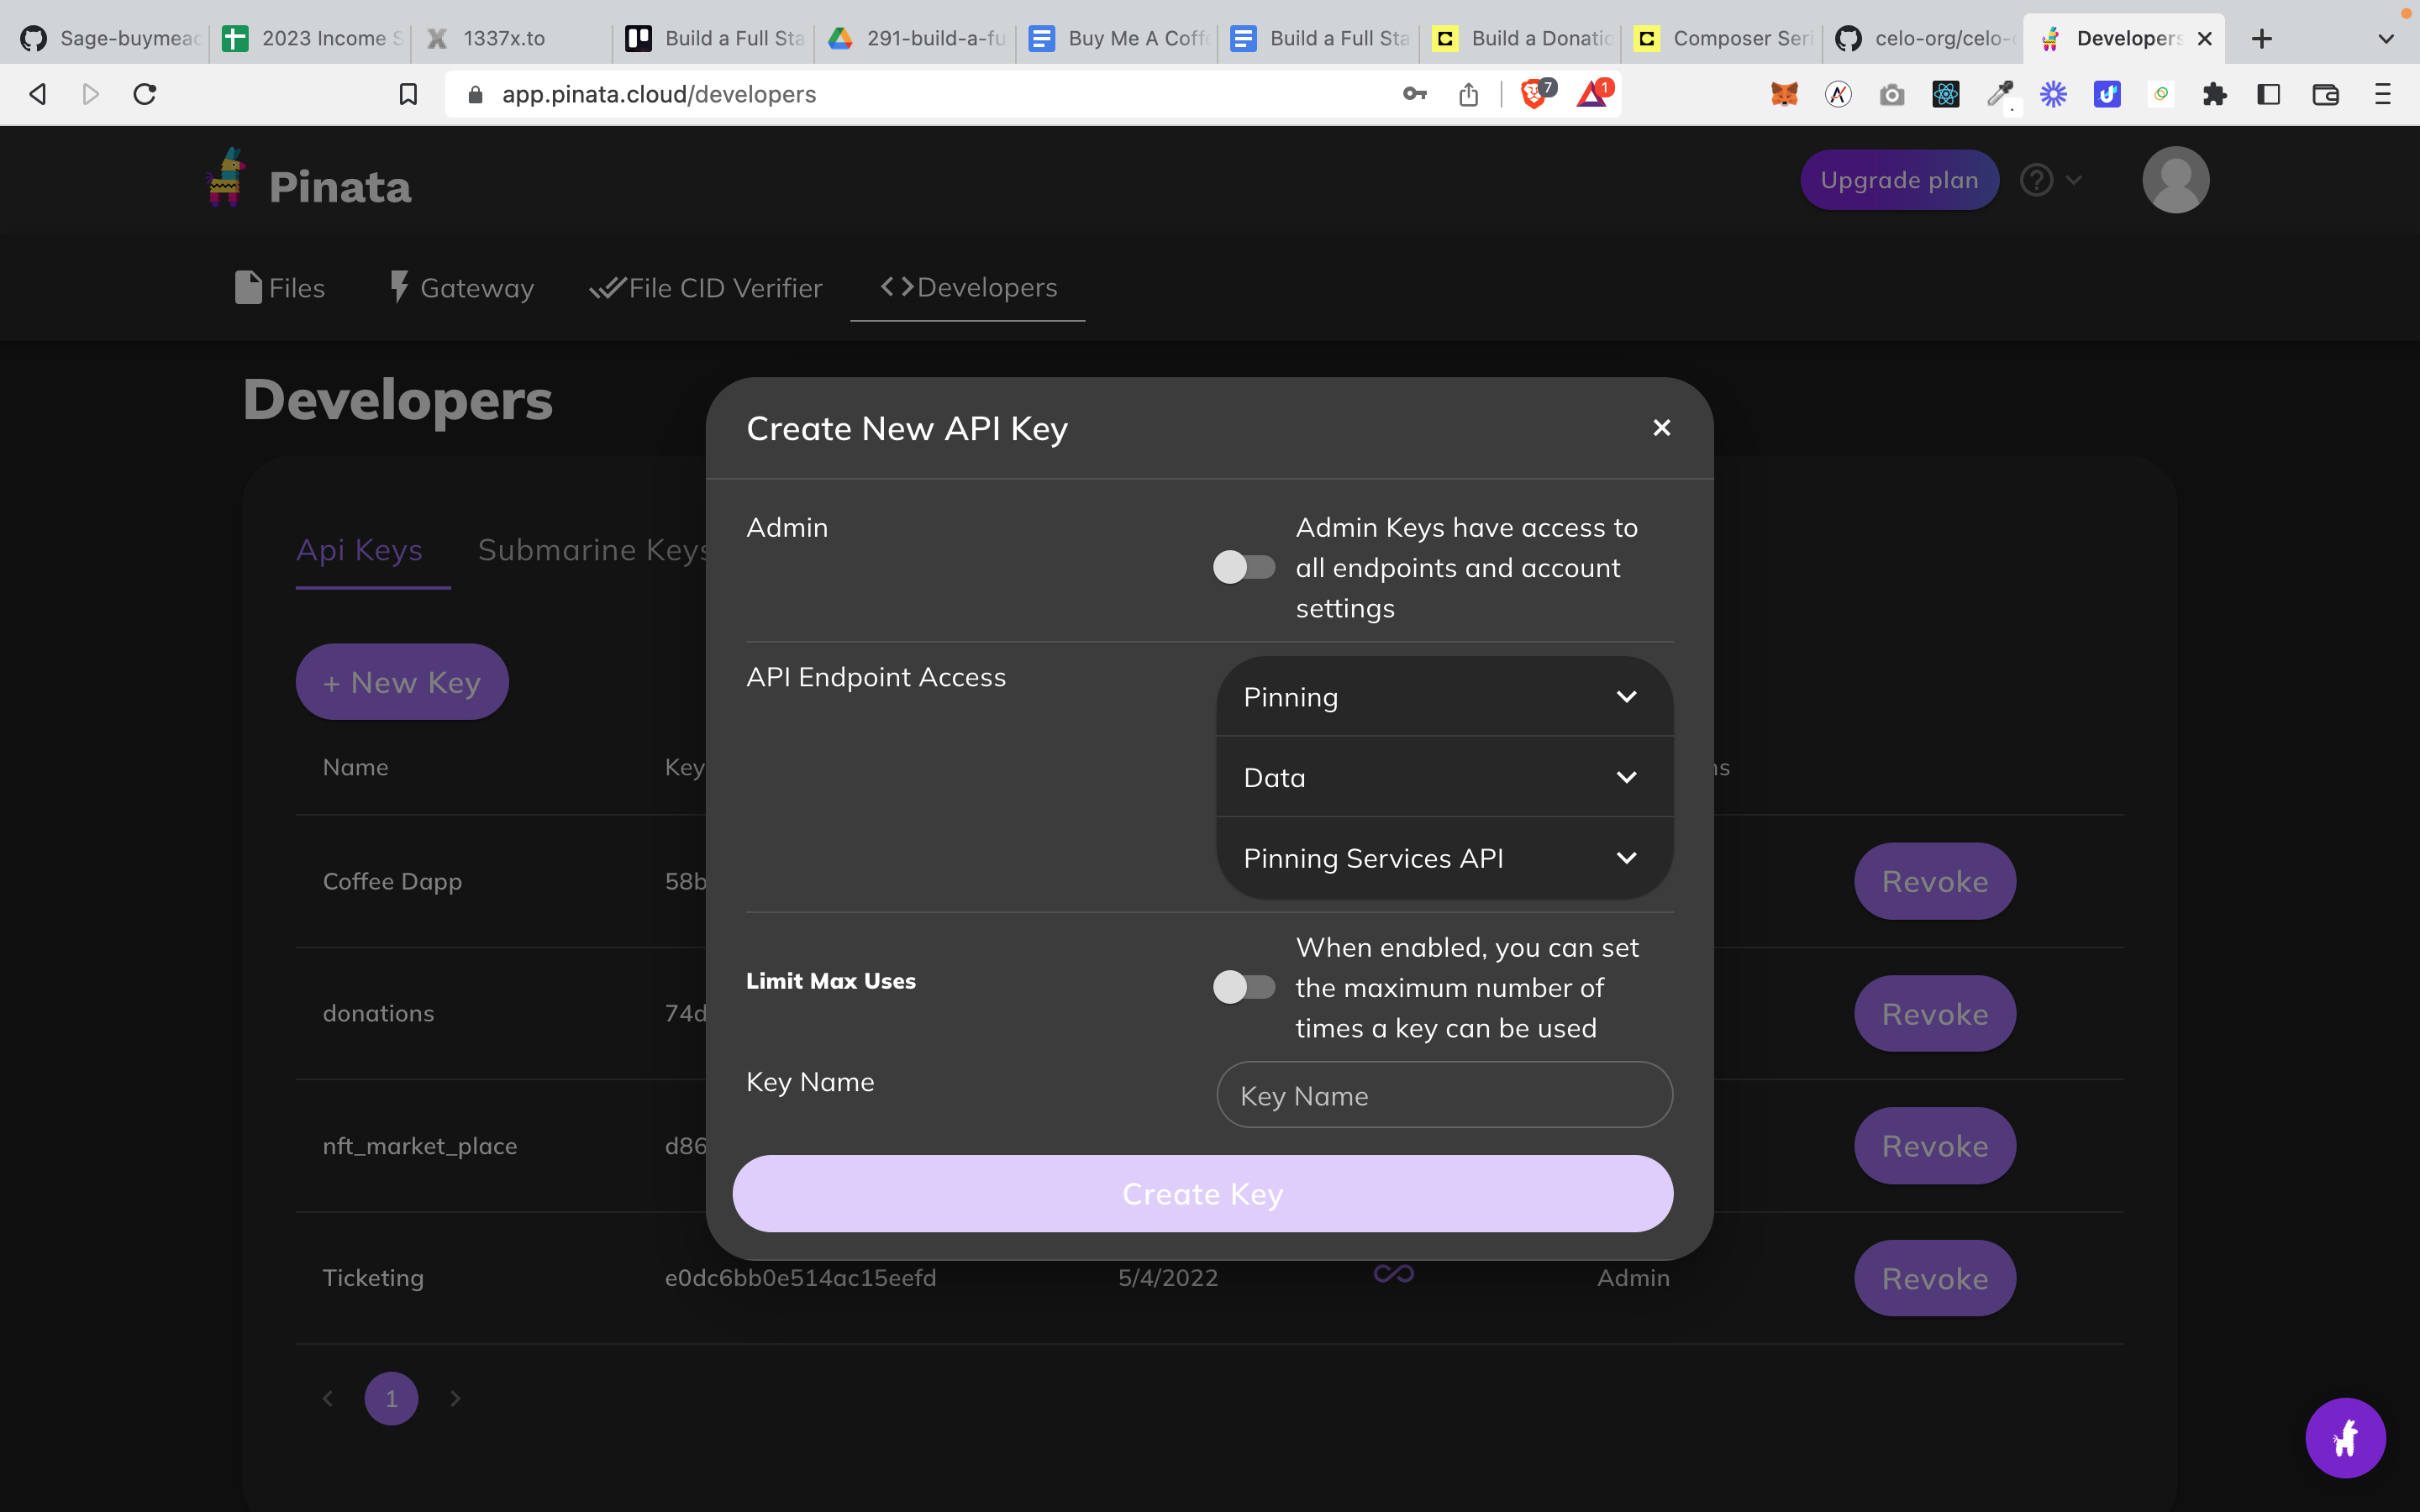 Sage-buymeac
2023 Income S
1337x.to
Build a Full Sta
291-build-a-fu
Buy Me A Coff
Build a Full Sta
Build a Donatio
Composer Seri
celo-org/celo-
Developers
app.pinata.cloud/developers
7
1
Pinata
Upgrade plan
Files
Gateway
File CID Verifier
Developers
Developers
Create New API Key
Admin
Admin Keys have access to
all endpoints and account
settings
Api Keys
Submarine Keys
API Endpoint Access
Pinning
+ New Key
Name
Key
Data
ns
Pinning Services API
Coffee Dapp
58b
Revoke
Limit Max Uses
When enabled, you can set
the maximum number of
times a key can be used
donations
74d
Revoke
Key Name
Key Name
nft_market_place
d86
Revoke
Create Key
Ticketing
e0dc6bb0e514ac15eefd
5/4/2022
Admin
Revoke
1